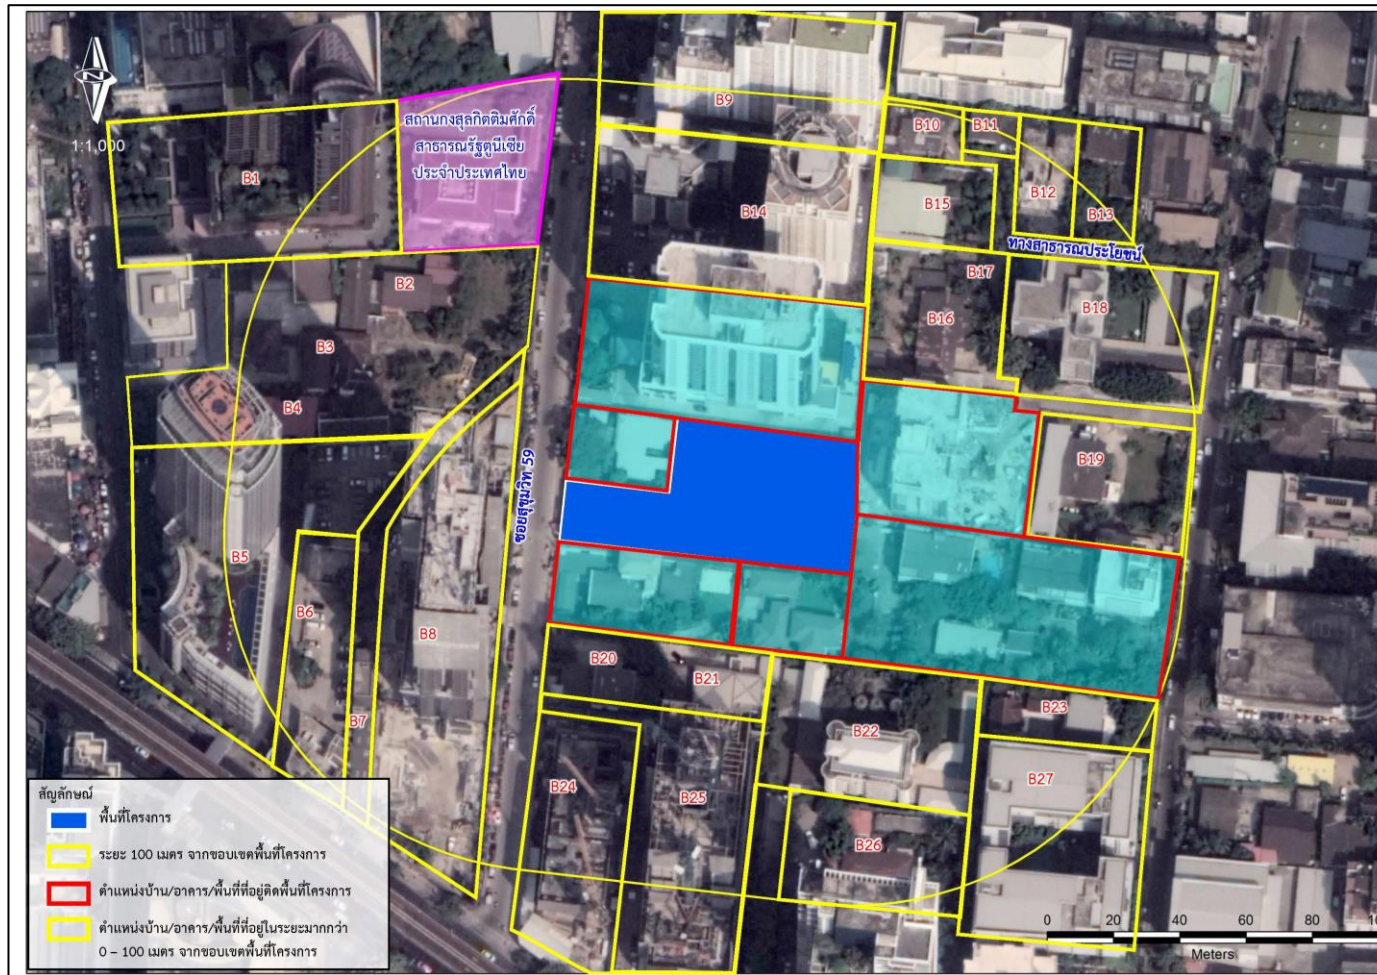 N
1:1,000
สถานกงสุลกิตติมศักดิ์
สาธารณรัฐตูนีเซีย
ประจำประเทศไทย
B1
B2
B3
B4
B5
B6
B7
B8
B9
B10
B11
B12
B13
B14
B15
B16
B17
ทางสาธารณประโยชน์
B18
B19
ซอยสุขุมวิท 59
B20
B21
B22
B23
B24
B25
B26
B27
สัญลักษณ์
พื้นที่โครงการ
ระยะ 100 เมตร จากขอบเขตพื้นที่โครงการ
ตำแหน่งบ้าน/อาคาร/พื้นที่ที่อยู่ติดพื้นที่โครงการ
ตำแหน่งบ้าน/อาคาร/พื้นที่ที่อยู่ในระยะมากกว่า
0 – 100 เมตร จากขอบเขตพื้นที่โครงการ
0 20 40 60 80
Meters